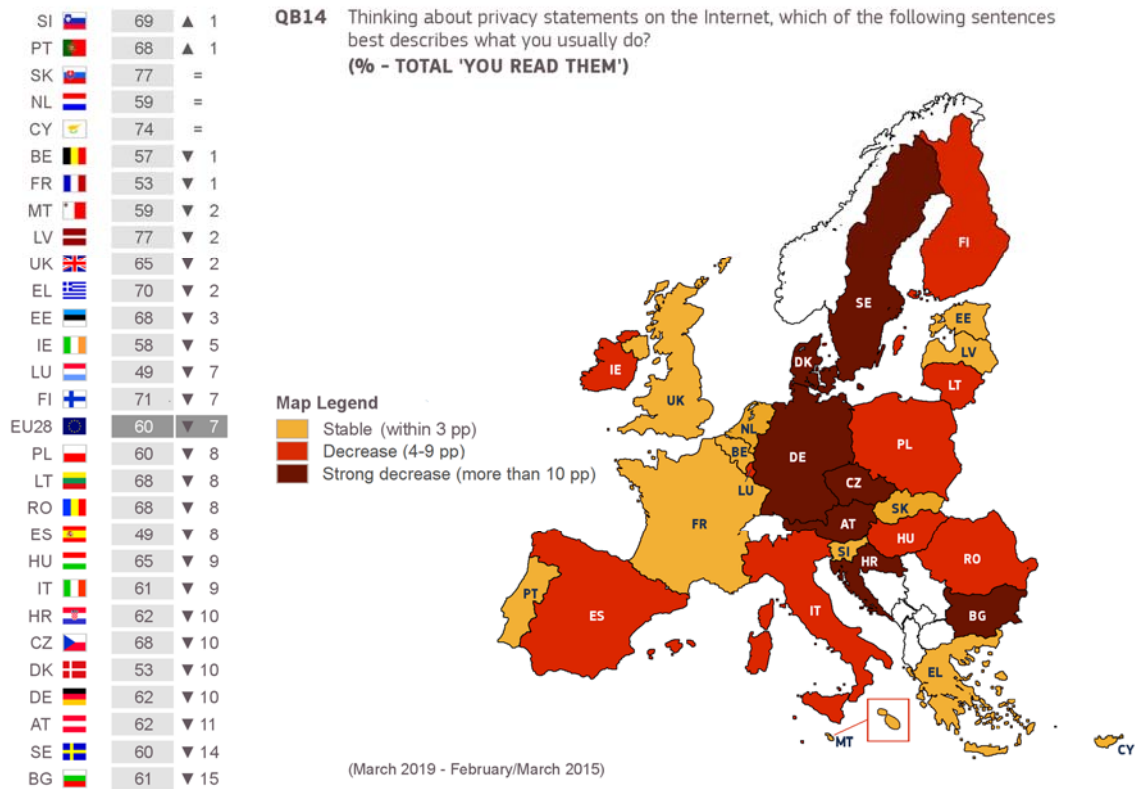 SI 69 ▲ 1
PT 68 ▲ 1
SK 77 =
NL 59 =
CY 74 =
BE 57 ▼ 1
FR 53 ▼ 1
MT 59 ▼ 2
LV 77 ▼ 2
UK 65 ▼ 2
EL 70 ▼ 2
EE 68 ▼ 3
IE 58 ▼ 5
LU 49 ▼ 7
FI 71 ▼ 7
EU28 60 ▼ 7
PL 60 ▼ 8
LT 68 ▼ 8
RO 68 ▼ 8
ES 49 ▼ 8
HU 65 ▼ 9
IT 61 ▼ 9
HR 62 ▼ 10
CZ 68 ▼ 10
DK 53 ▼ 10
DE 62 ▼ 10
AT 62 ▼ 11
SE 60 ▼ 14
BG 61 ▼ 15
QB14 Thinking about privacy statements on the Internet, which of the following sentences
best describes what you usually do?
(% - TOTAL 'YOU READ THEM')
Map Legend
Stable (within 3 pp)
Decrease (4-9 pp)
Strong decrease (more than 10 pp)
FI
SE
EE
LV
DK
LT
IE
UK
NL
PL
BE
DE
CZ
LU
SK
FR
AT
HU
SI
HR
RO
PT
ES
IT
BG
EL
MT
CY
(March 2019 - February/March 2015)